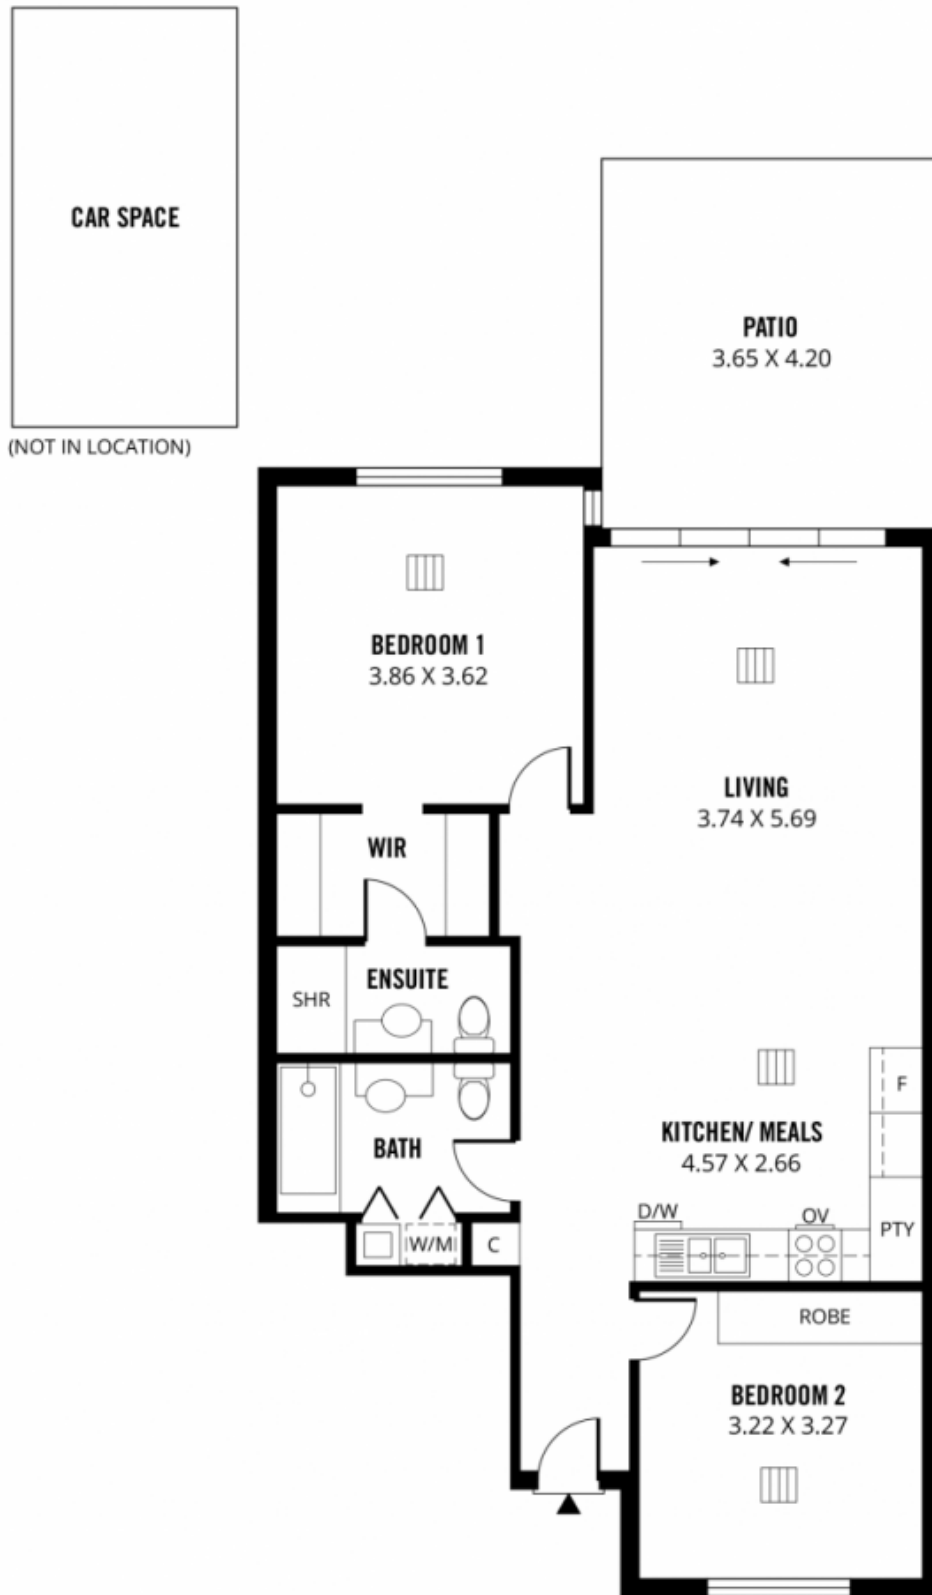 CAR SPACE
(NOT IN LOCATION)
PATIO
3.65 X 4.20
BEDROOM 1
3.86 X 3.62
LIVING
3.74 X 5.69
WIR
ENSUITE
SHR
BATH
W/M
C
KITCHEN/ MEALS
4.57 X 2.66
F
D/W
OV
PTY
ROBE
BEDROOM 2
3.22 X 3.27